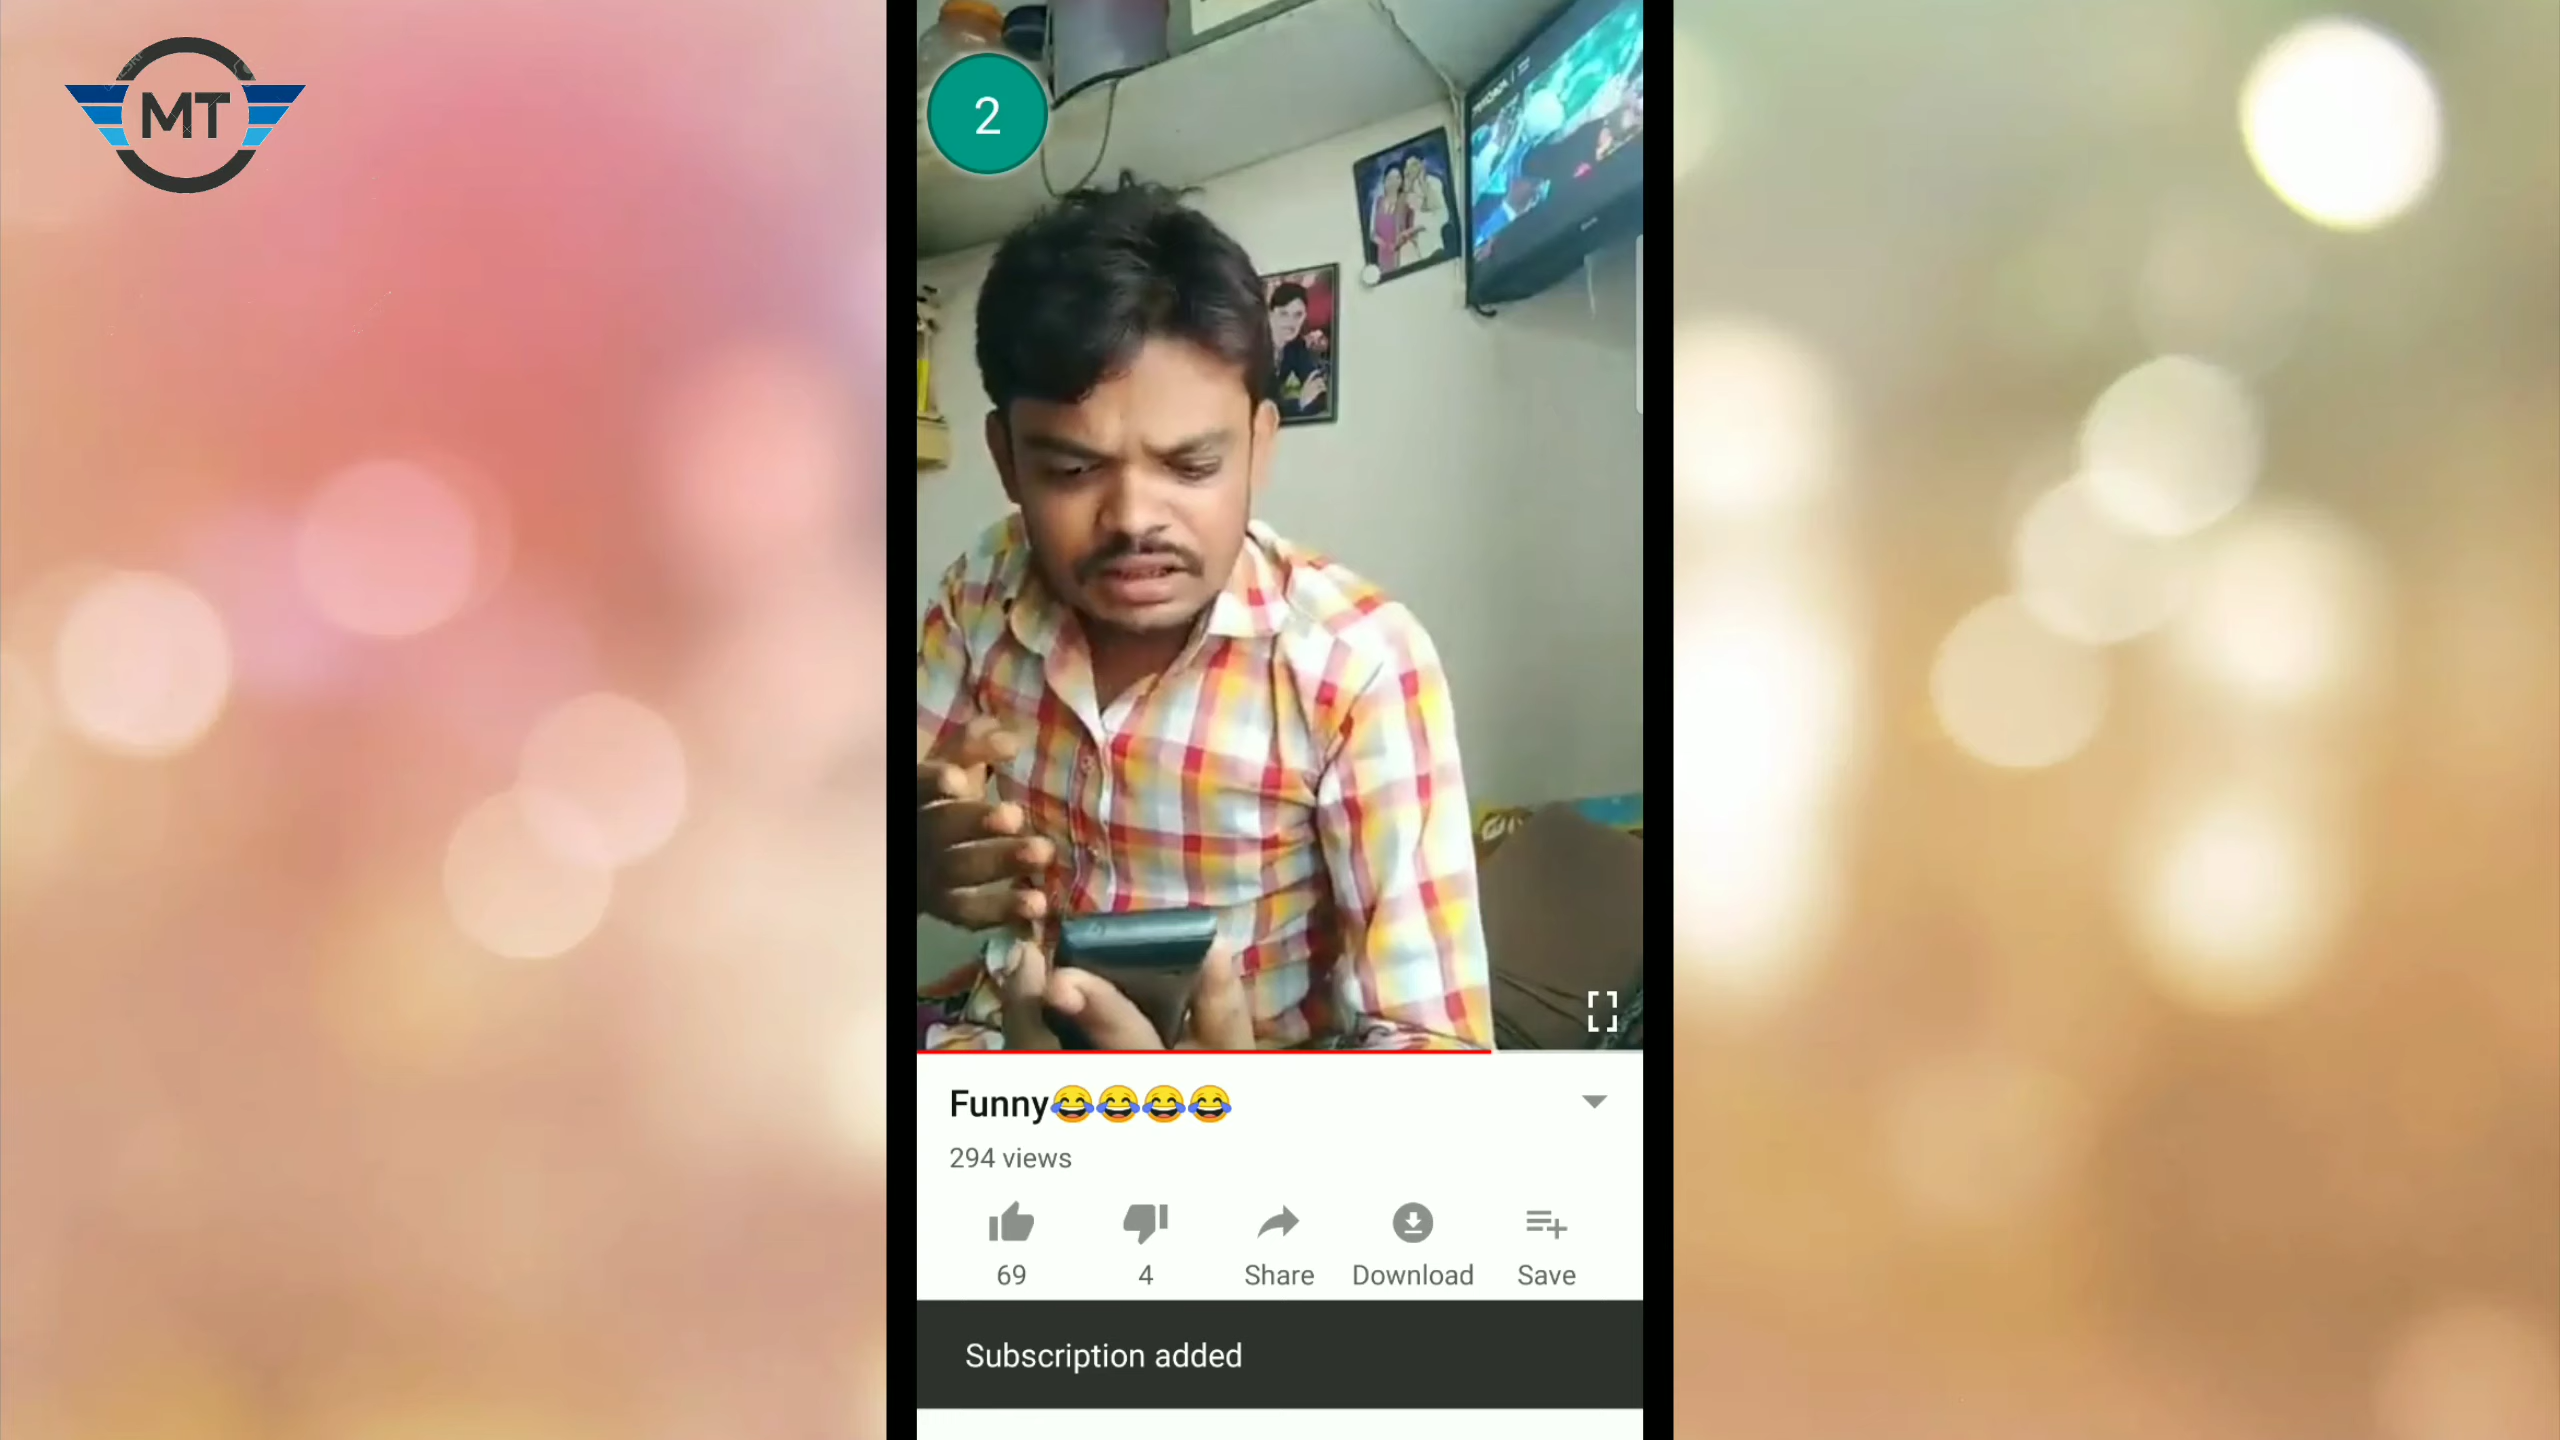 MT
2
Funny😂😂😂😂
294 views
69
4
Share
Download
Save
Subscription added